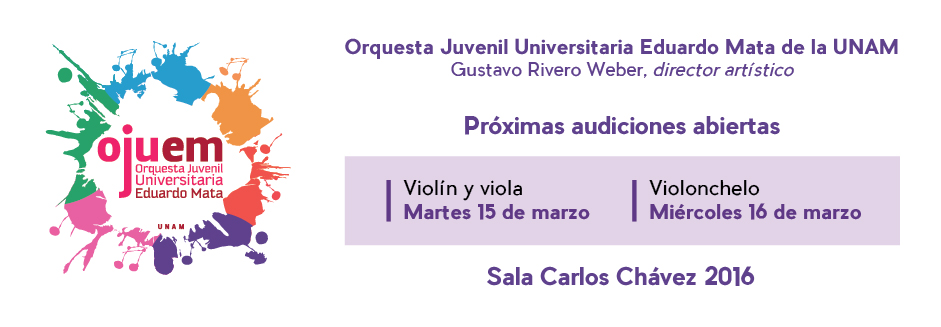 ojuem
Orquesta Juvenil
Universitaria
Eduardo Mata
UNAM
Orquesta Juvenil Universitaria Eduardo Mata de la UNAM
Gustavo Rivero Weber, director artístico
Próximas audiciones abiertas
Violín y viola
Martes 15 de marzo
Violonchelo
Miércoles 16 de marzo
Sala Carlos Chávez 2016